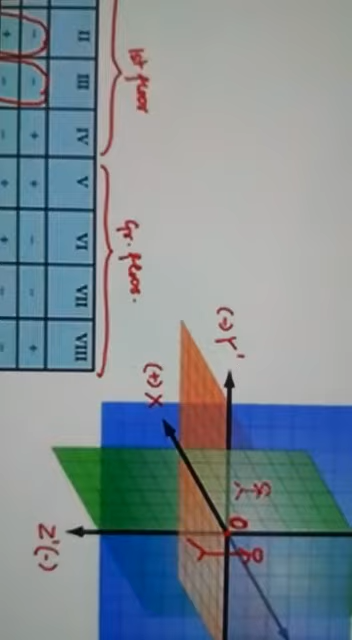 (-) Y'
O
(+) X
Z'(-)
1st floor
Gr. floor.
II III IV V VI VII VIII
- - + + - - +
+ - - + + - -